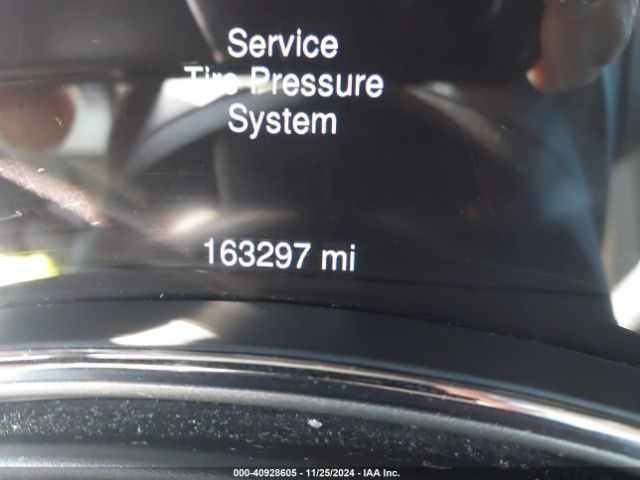 Service
Tire Pressure
System
163297 mi
000-40928605 - 11/25/2024 - IAA Inc.